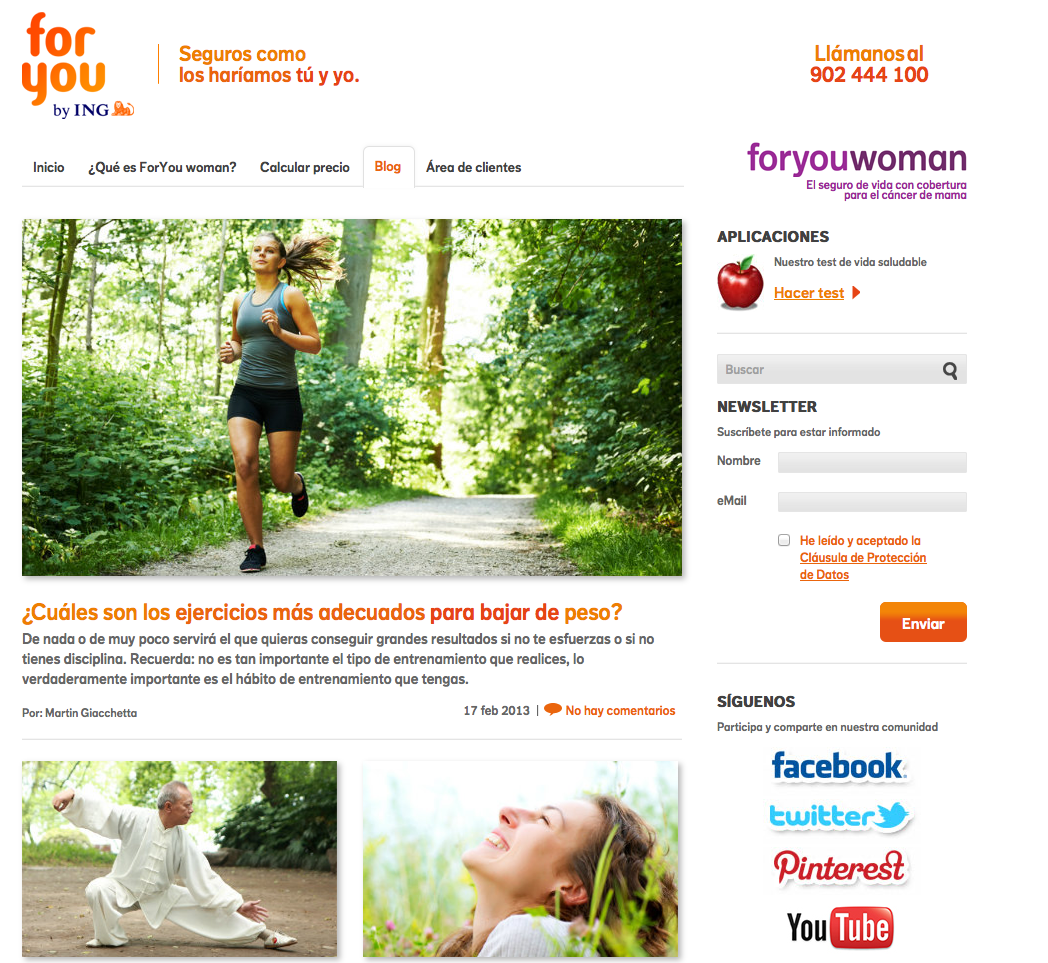 for
you
by ING
Seguros como
los haríamos tú y yo.
Llámanos al
902 444 100
Inicio
¿Qué es ForYou woman?
Calcular precio
Blog
Área de clientes
foryouwoman
El seguro de vida con cobertura
para el cáncer de mama
APLICACIONES
Nuestro test de vida saludable
Hacer test
Buscar
NEWSLETTER
Suscríbete para estar informado
Nombre
eMail
He leído y aceptado la
Cláusula de Protección
de Datos
Enviar
¿Cuáles son los ejercicios más adecuados para bajar de peso?
De nada o de muy poco servirá el que quieras conseguir grandes resultados si no te esfuerzas o si no
tienes disciplina. Recuerda: no es tan importante el tipo de entrenamiento que realices, lo
verdaderamente importante es el hábito de entrenamiento que tengas.
Por: Martin Giacchetta
17 feb 2013 | No hay comentarios
SÍGUENOS
Participa y comparte en nuestra comunidad
facebook
twitter
Pinterest
YouTube